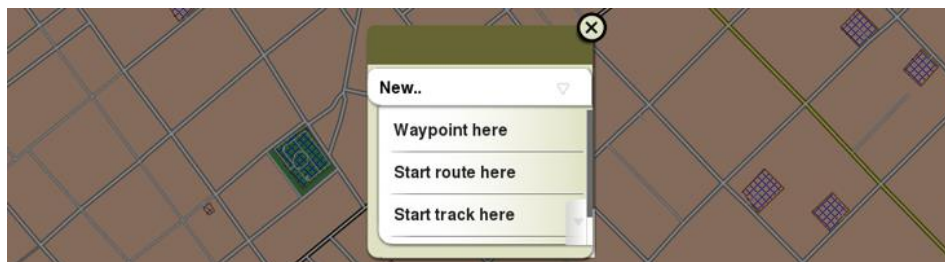 New..
Waypoint here
Start route here
Start track here